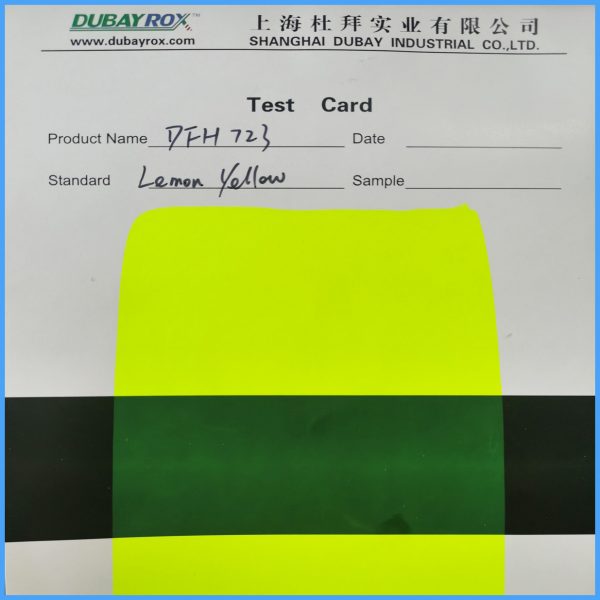 DUBAYROX™ 上海杜拜实业有限公司
www.dubayrox.com SHANGHAI DUBAY INDUSTRIAL CO.,LTD.
Test Card
Product Name DFH 723 Date
Standard Lemon Yellow Sample